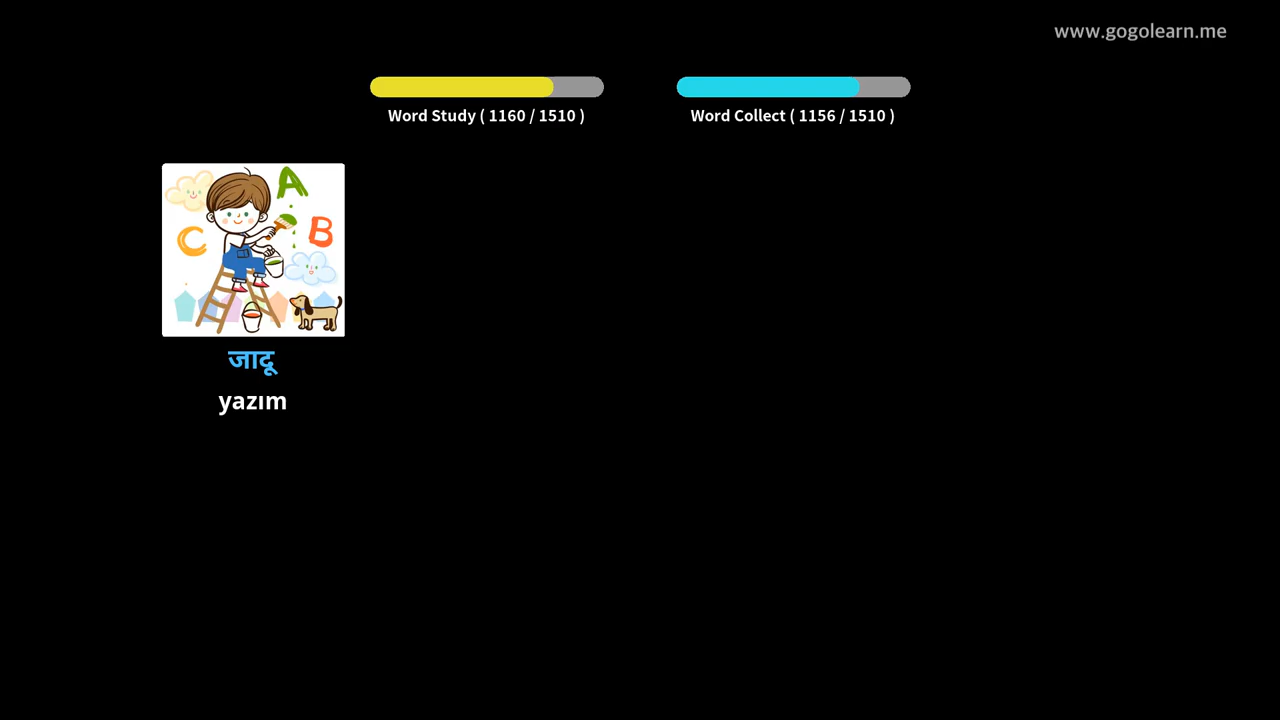 www.gogolearn.me
Word Study ( 1160 / 1510 )
Word Collect ( 1156 / 1510 )
A
B
C
जादू
yazım